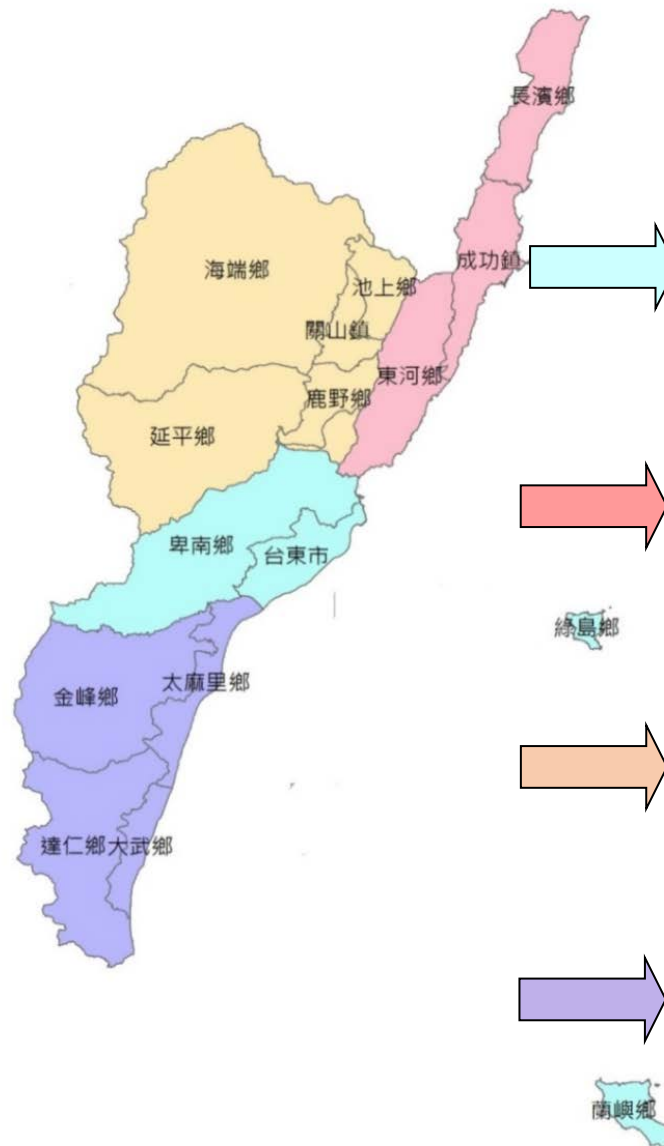 長濱鄉
成功鎮
海端鄉
池上鄉
關山鎮
東河鄉
鹿野鄉
延平鄉
卑南鄉
台東市
綠島鄉
太麻里鄉
金峰鄉
達仁鄉
大武鄉
蘭嶼鄉